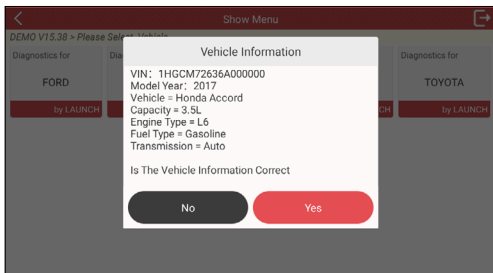 Show Menu
DEMO V15.38 > Please Select Vehicle
Diagnostics for
FORD
by LAUNCH
Dia
CH
Diagnostics for
TOYOTA
by LAUNCH
Vehicle Information
VIN: 1HGCM72636A000000
Model Year: 2017
Vehicle = Honda Accord
Capacity = 3.5L
Engine Type = L6
Fuel Type = Gasoline
Transmission = Auto
Is The Vehicle Information Correct
No
Yes